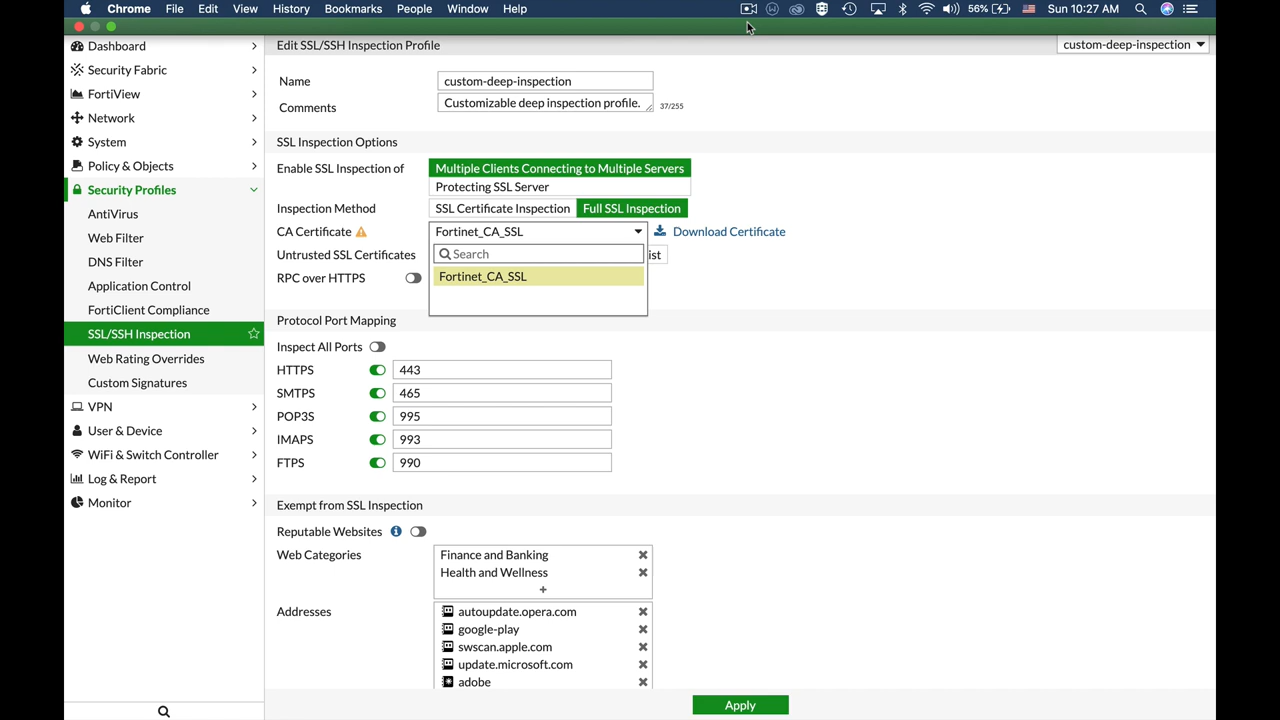 Chrome File Edit View History Bookmarks People Window Help 56% Sun 10:27 AM
Dashboard
Security Fabric
FortiView
Network
System
Policy & Objects
Security Profiles
AntiVirus
Web Filter
DNS Filter
Application Control
FortiClient Compliance
SSL/SSH Inspection
Web Rating Overrides
Custom Signatures
VPN
User & Device
WiFi & Switch Controller
Log & Report
Monitor
Edit SSL/SSH Inspection Profile custom-deep-inspection
Name custom-deep-inspection
Comments Customizable deep inspection profile. 37/255
SSL Inspection Options
Enable SSL Inspection of Multiple Clients Connecting to Multiple Servers
Protecting SSL Server
Inspection Method SSL Certificate Inspection Full SSL Inspection
CA Certificate Fortinet_CA_SSL Download Certificate
Untrusted SSL Certificates Search ist
RPC over HTTPS Fortinet_CA_SSL
Protocol Port Mapping
Inspect All Ports
HTTPS 443
SMTPS 465
POP3S 995
IMAPS 993
FTPS 990
Exempt from SSL Inspection
Reputable Websites
Web Categories Finance and Banking
Health and Wellness
Addresses autoupdate.opera.com
google-play
swscan.apple.com
update.microsoft.com
adobe
Apply